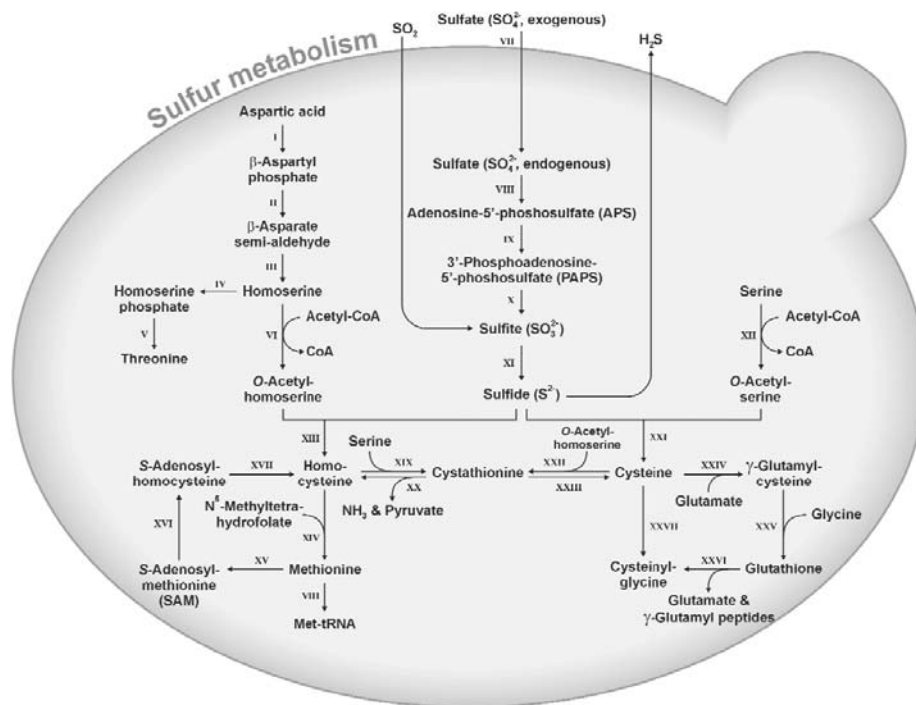 Sulfur metabolism
SO2
Sulfate (SO4^2-, exogenous)
VII
H2S
Aspartic acid
I
β-Aspartyl
phosphate
II
β-Asparate
semi-aldehyde
III
Homoserine
IV
Homoserine
phosphate
V
Threonine
VI
Acetyl-CoA
CoA
O-Acetyl-
homoserine
Sulfate (SO4^2-, endogenous)
VIII
Adenosine-5'-phoshosulfate (APS)
IX
3'-Phosphoadenosine-
5'-phoshosulfate (PAPS)
X
Sulfite (SO3^2-)
XI
Sulfide (S^2-)
Serine
XII
Acetyl-CoA
CoA
O-Acetyl-
serine
XIII
XXI
S-Adenosyl-
homocysteine
XVII
Homo-
cysteine
Serine
XIX
XX
NH3 & Pyruvate
Cystathionine
O-Acetyl-
homoserine
XXII
XXIII
Cysteine
XXIV
Glutamate
γ-Glutamyl-
cysteine
XVI
N5-Methyltetra-
hydrofolate
XIV
XXVII
XXV
Glycine
S-Adenosyl-
methionine
(SAM)
XV
Methionine
VIII
Met-tRNA
Cysteinyl-
glycine
XXVI
Glutathione
Glutamate &
γ-Glutamyl peptides